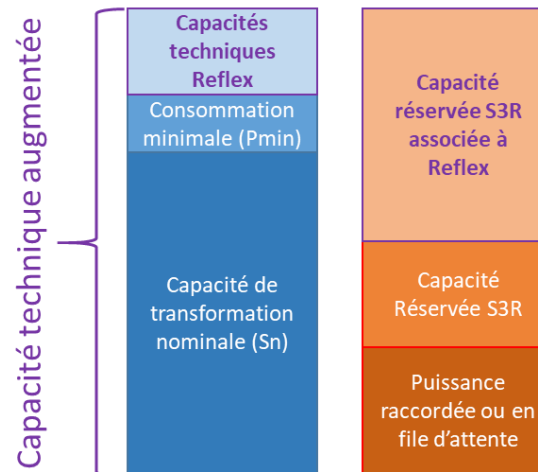 Capacité technique augmentée
Capacités
techniques
Reflex
Consommation
minimale (Pmin)
Capacité de
transformation
nominale (Sn)
Capacité
réservée S3R
associée à
Reflex
Capacité
Réservée S3R
Puissance
raccordée ou en
file d'attente